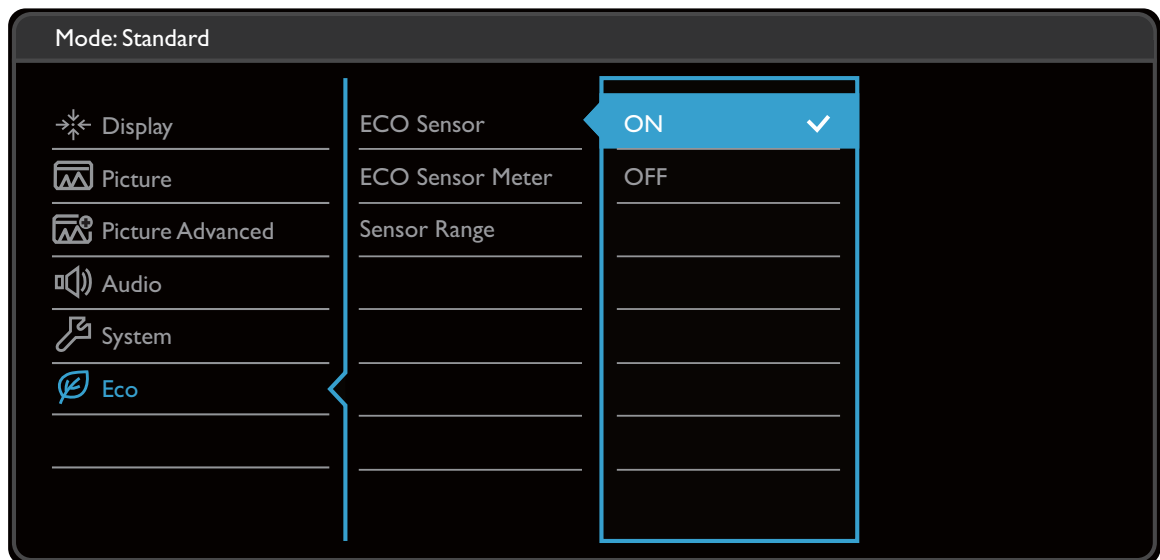 Mode: Standard
Display
Picture
Picture Advanced
Audio
System
Eco
ECO Sensor
ECO Sensor Meter
Sensor Range
ON
OFF